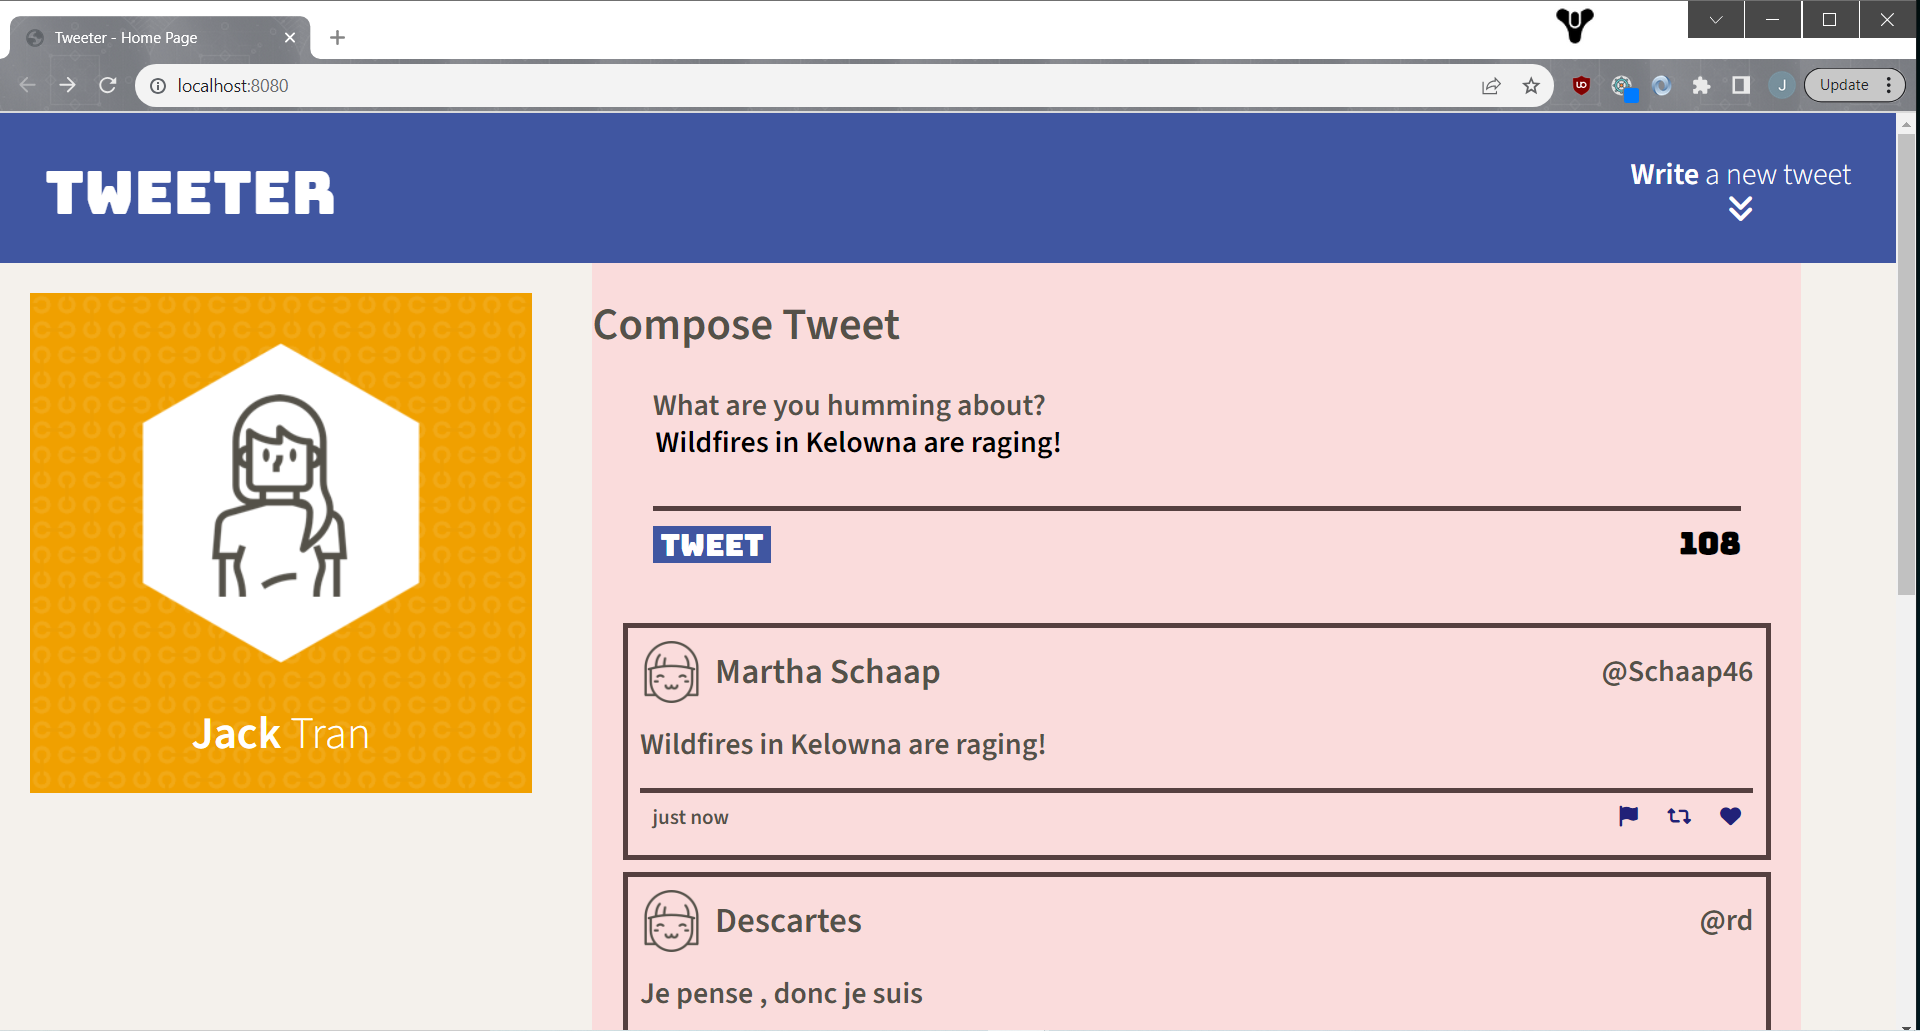 Tweeter - Home Page
localhost:8080
J
Update
TWEETER
Write a new tweet
Jack Tran
Compose Tweet
What are you humming about?
Wildfires in Kelowna are raging!
TWEET
108
Martha Schaap
@Schaap46
Wildfires in Kelowna are raging!
just now
Descartes
@rd
Je pense , donc je suis